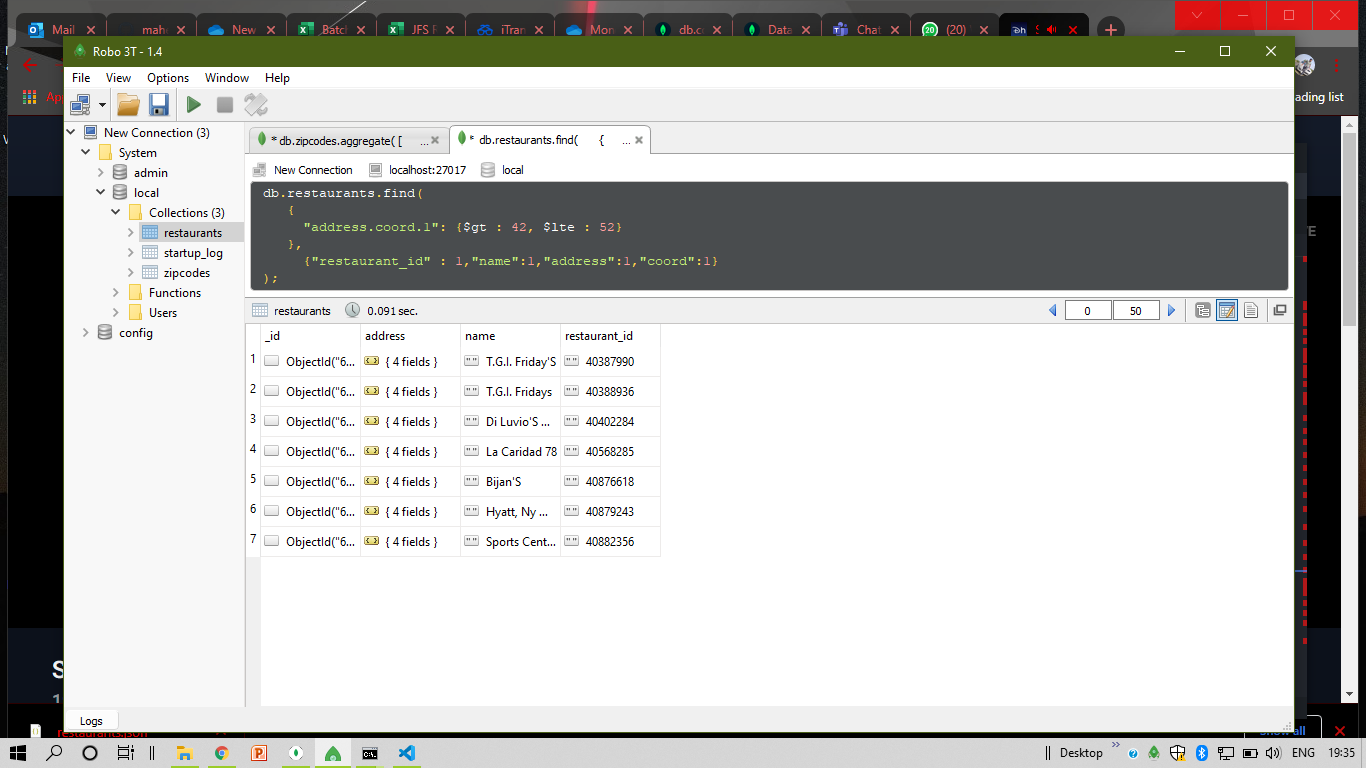 Mail
mah
New
Batch
JFS F
iTran
Mon
db.c
Data
Chat
20 (20)
Robo 3T - 1.4
File View Options Window Help
ading list
New Connection (3)
System
admin
local
Collections (3)
restaurants
startup_log
zipcodes
Functions
Users
config
* db.zipcodes.aggregate( [ ...
* db.restaurants.find( { ...
New Connection localhost:27017 local
db.restaurants.find(
{
"address.coord.1": {$gt : 42, $lte : 52}
},
{"restaurant_id" : 1,"name":1,"address":1,"coord":1}
);
restaurants 0.091 sec. 0 50
_id address name restaurant_id
1 ObjectId("6... { 4 fields } T.G.I. Friday'S 40387990
2 ObjectId("6... { 4 fields } T.G.I. Fridays 40388936
3 ObjectId("6... { 4 fields } Di Luvio'S ... 40402284
4 ObjectId("6... { 4 fields } La Caridad 78 40568285
5 ObjectId("6... { 4 fields } Bijan'S 40876618
6 ObjectId("6... { 4 fields } Hyatt, Ny ... 40879243
7 ObjectId("6... { 4 fields } Sports Cent... 40882356
Logs
restaurants.json
Show all
Desktop ENG 19:35